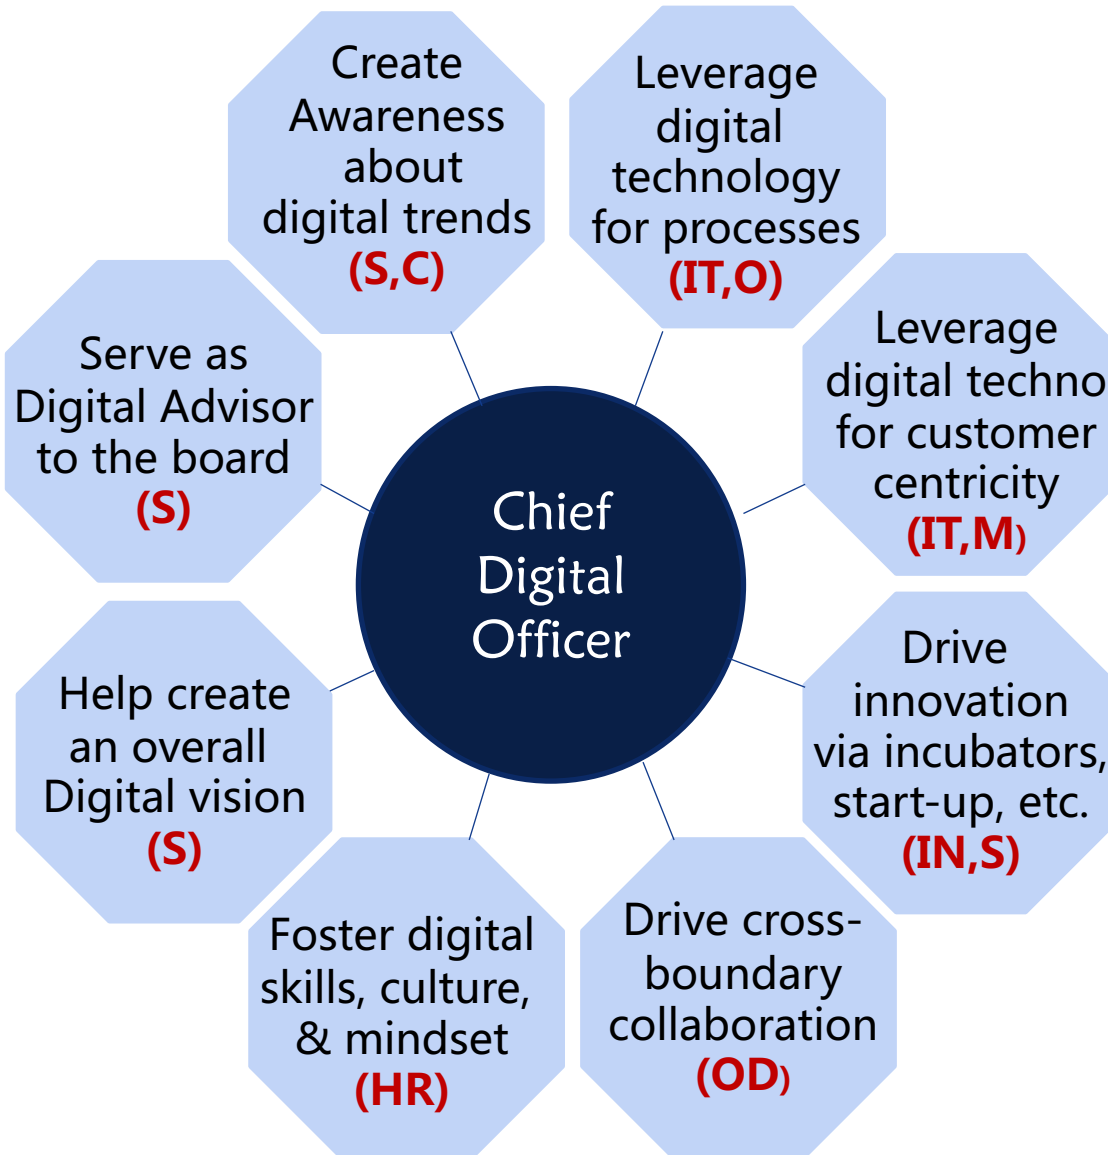 Create
Awareness
about
digital trends
(S,C)
Leverage
digital
technology
for processes
(IT,O)
Leverage
digital techno
for customer
centricity
(IT,M)
Drive
innovation
via incubators,
start-up, etc.
(IN,S)
Drive cross-
boundary
collaboration
(OD)
Foster digital
skills, culture,
& mindset
(HR)
Help create
an overall
Digital vision
(S)
Serve as
Digital Advisor
to the board
(S)
Chief
Digital
Officer